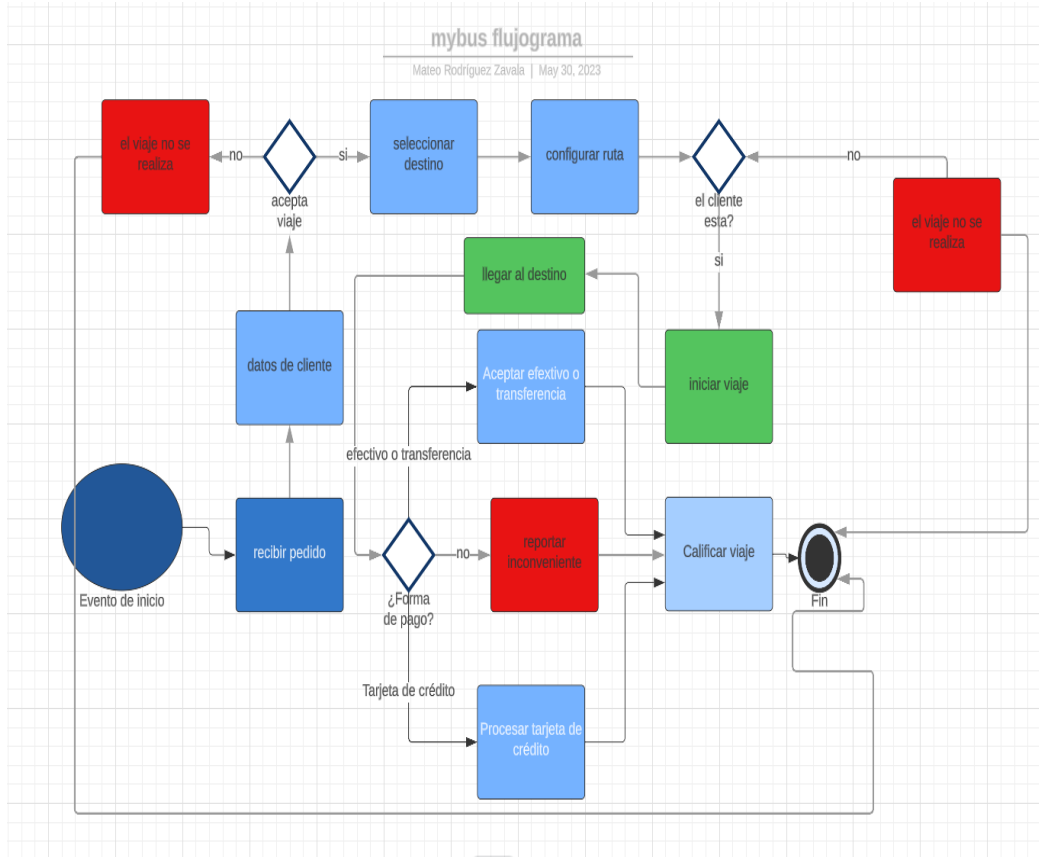 mybus flujograma
Mateo Rodríguez Zavala | May 30, 2023
el viaje no se
realiza
no
acepta
viaje
si
seleccionar
destino
configurar ruta
el cliente
esta?
no
el viaje no se
realiza
si
llegar al destino
iniciar viaje
datos de cliente
Aceptar efextivo o
transferencia
efectivo o transferencia
Evento de inicio
recibir pedido
¿Forma
de pago?
no
reportar
inconveniente
Calificar viaje
Fin
Tarjeta de crédito
Procesar tarjeta de
crédito